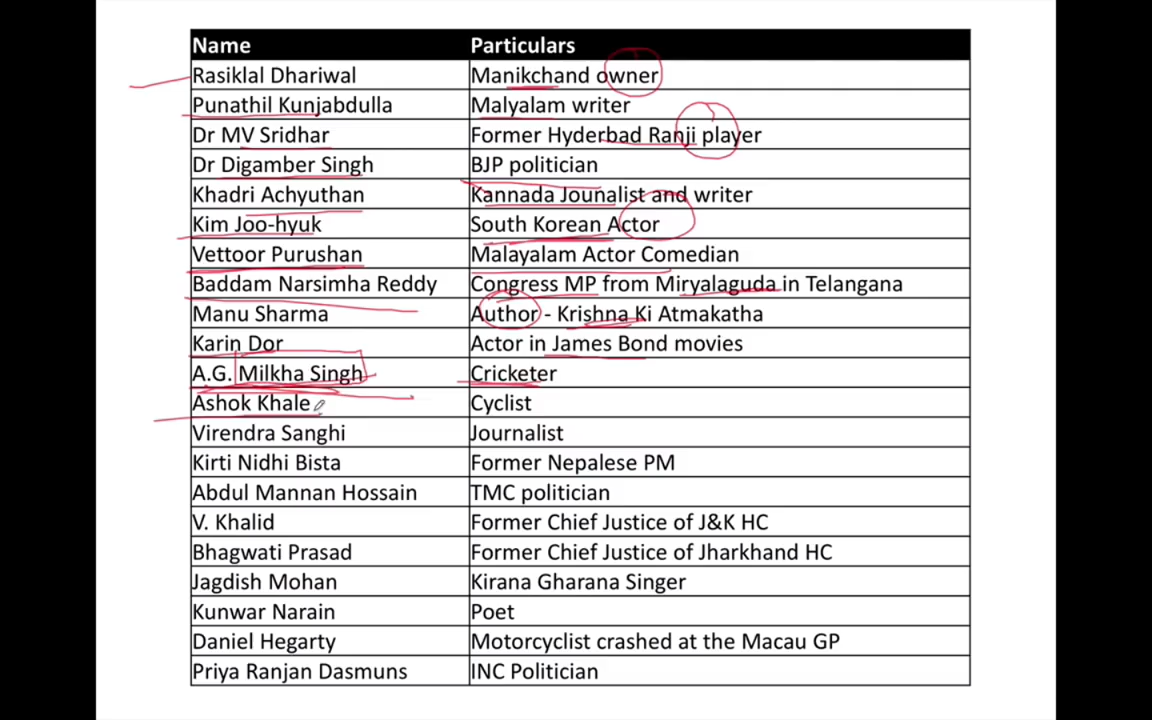 Name Particulars
Rasiklal Dhariwal Manikchand owner
Punathil Kunjabdulla Malyalam writer
Dr MV Sridhar Former Hyderbad Ranji player
Dr Digamber Singh BJP politician
Khadri Achyuthan Kannada Jounalist and writer
Kim Joo-hyuk South Korean Actor
Vettoor Purushan Malayalam Actor Comedian
Baddam Narsimha Reddy Congress MP from Miryalaguda in Telangana
Manu Sharma Author - Krishna Ki Atmakatha
Karin Dor Actor in James Bond movies
A.G. Milkha Singh Cricketer
Ashok Khale Cyclist
Virendra Sanghi Journalist
Kirti Nidhi Bista Former Nepalese PM
Abdul Mannan Hossain TMC politician
V. Khalid Former Chief Justice of J&K HC
Bhagwati Prasad Former Chief Justice of Jharkhand HC
Jagdish Mohan Kirana Gharana Singer
Kunwar Narain Poet
Daniel Hegarty Motorcyclist crashed at the Macau GP
Priya Ranjan Dasmuns INC Politician